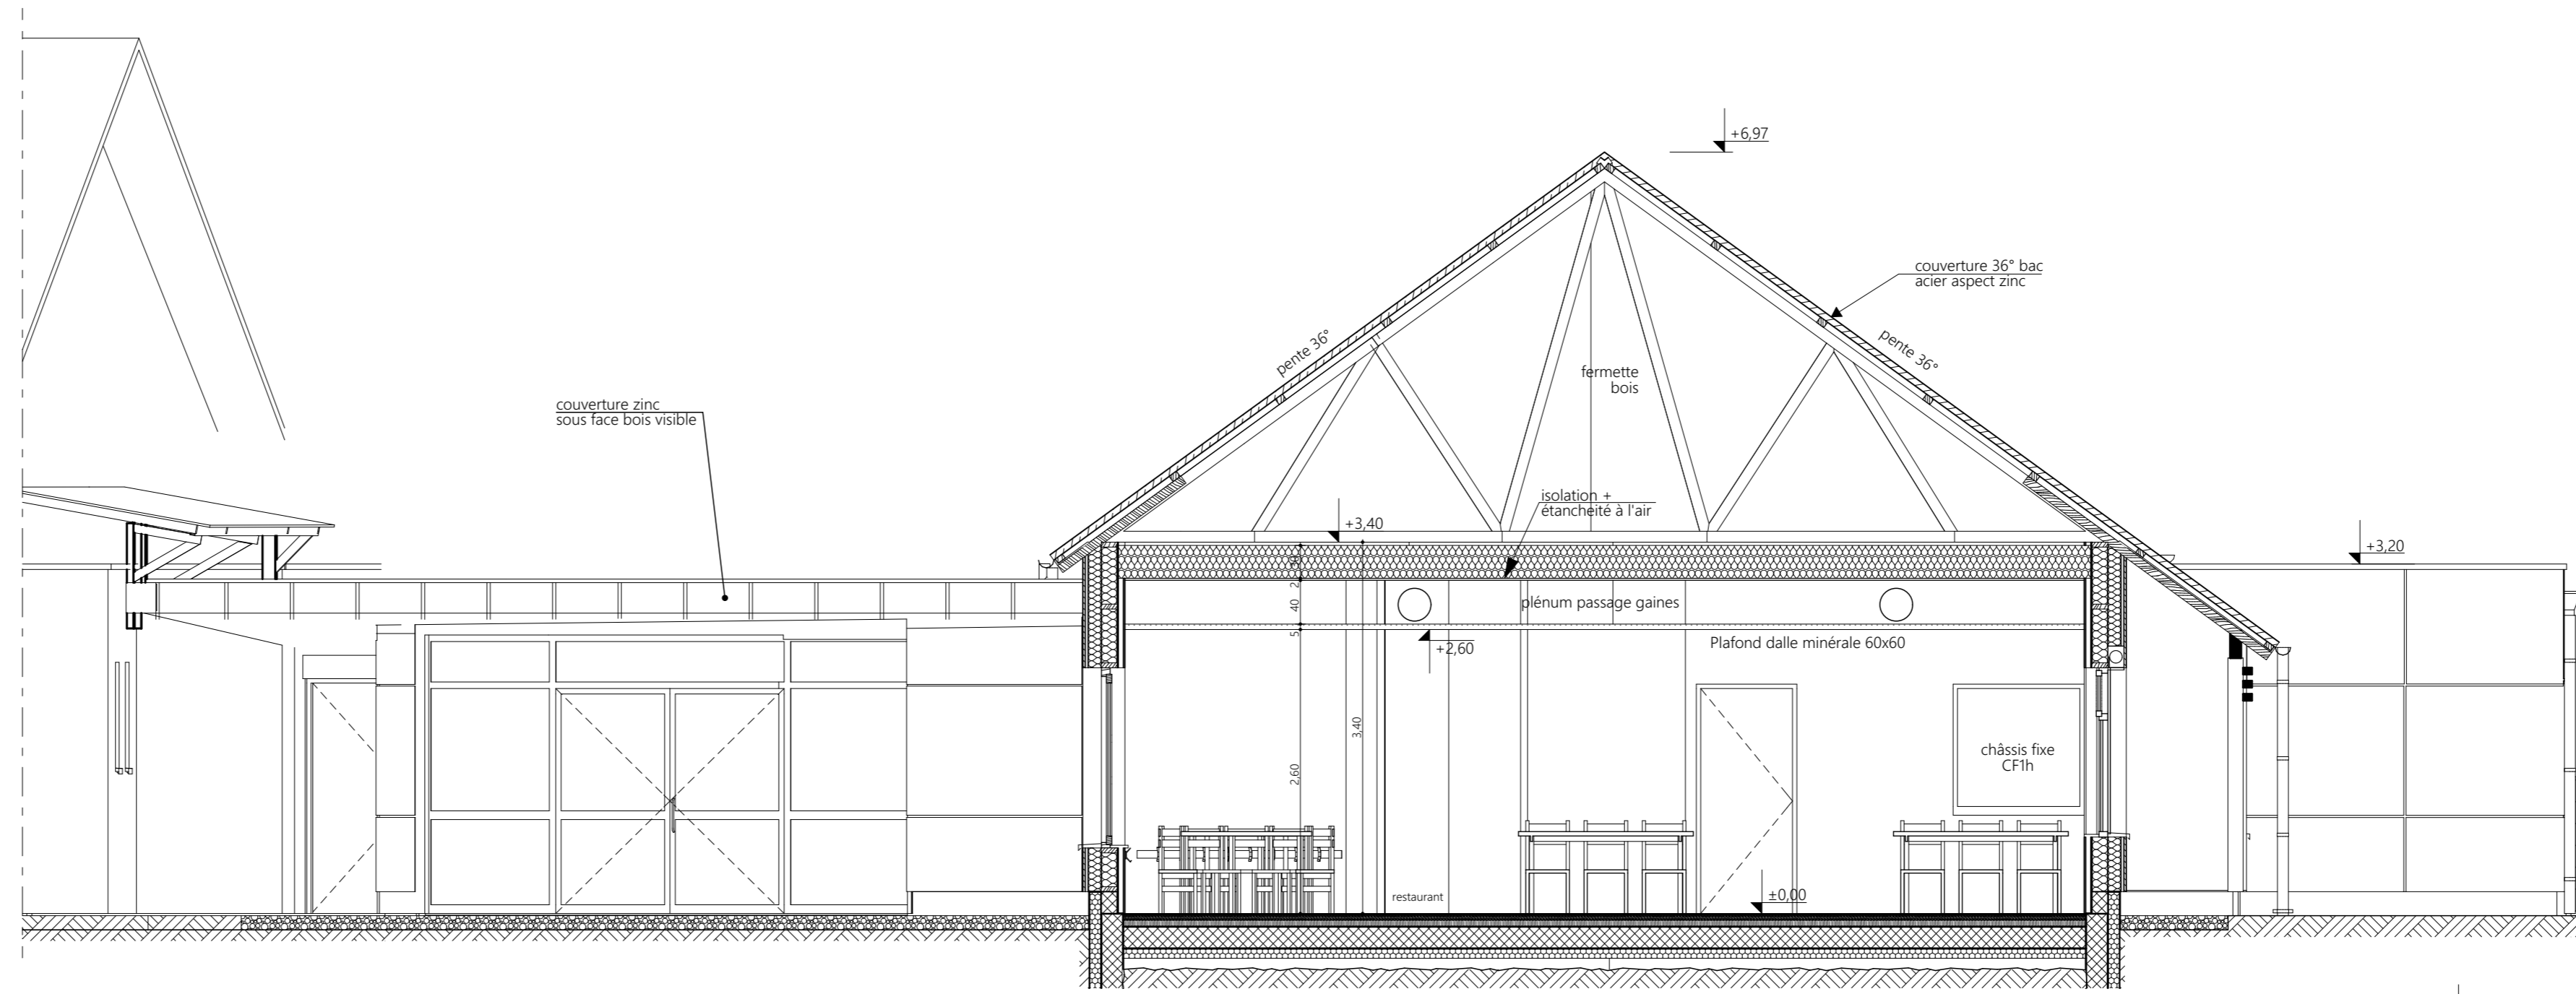 +6,97
couverture 36° bac
acier aspect zinc
pente 36°
pente 36°
fermette
bois
couverture zinc
sous face bois visible
isolation +
étancheité à l'air
+3,40
+3,20
2
40
5
plénum passage gaines
+2,60
Plafond dalle minérale 60x60
3,40
2,60
châssis fixe
CF1h
restaurant
±0,00